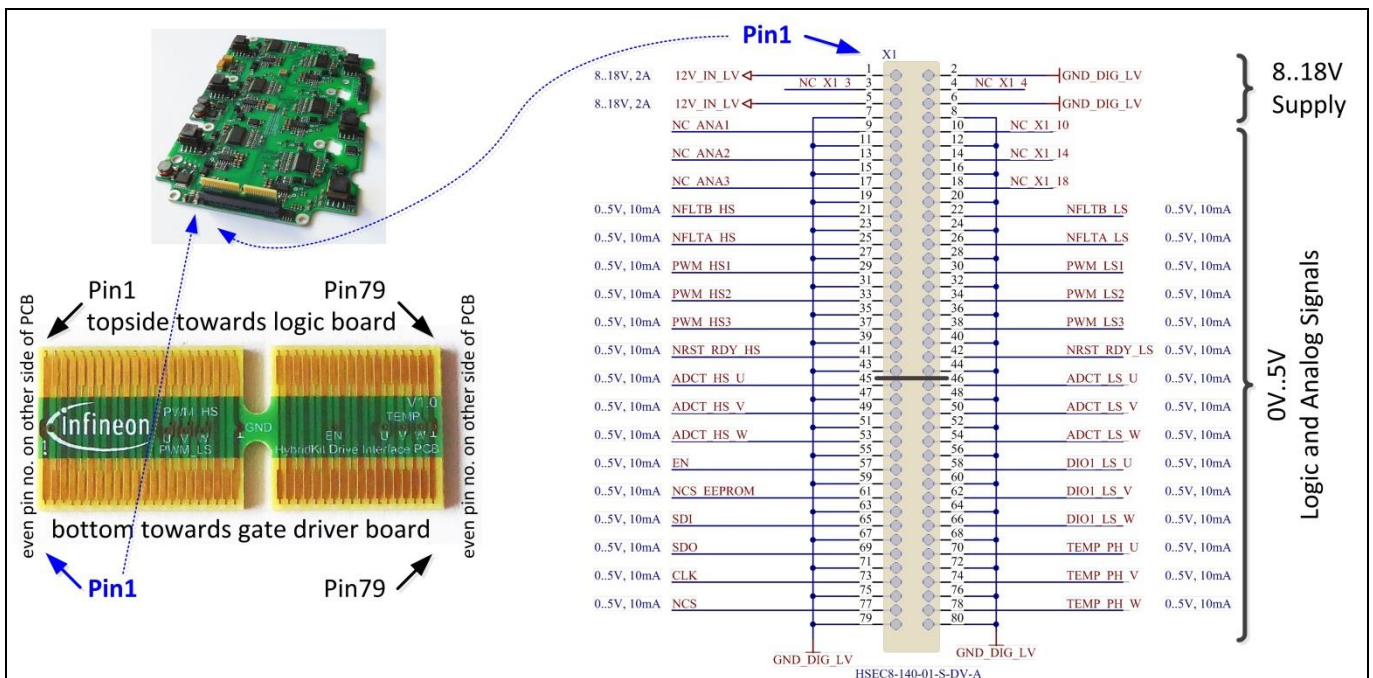 Pin1
X1
8..18V, 2A 12V_IN_LV 1 2 GND_DIG_LV
NC_X1_3 3 4 NC_X1_4
8..18V, 2A 12V_IN_LV 5 6 GND_DIG_LV
7 8
NC_ANA1 9 10 NC_X1_10
11 12
NC_ANA2 13 14 NC_X1_14
15 16
NC_ANA3 17 18 NC_X1_18
19 20
0..5V, 10mA NFLTB_HS 21 22 NFLTB_LS 0..5V, 10mA
23 24
0..5V, 10mA NFLTA_HS 25 26 NFLTA_LS 0..5V, 10mA
27 28
0..5V, 10mA PWM_HS1 29 30 PWM_LS1 0..5V, 10mA
31 32
0..5V, 10mA PWM_HS2 33 34 PWM_LS2 0..5V, 10mA
35 36
0..5V, 10mA PWM_HS3 37 38 PWM_LS3 0..5V, 10mA
39 40
0..5V, 10mA NRST_RDY_HS 41 42 NRST_RDY_LS 0..5V, 10mA
43 44
0..5V, 10mA ADCT_HS_U 45 46 ADCT_LS_U 0..5V, 10mA
47 48
0..5V, 10mA ADCT_HS_V 49 50 ADCT_LS_V 0..5V, 10mA
51 52
0..5V, 10mA ADCT_HS_W 53 54 ADCT_LS_W 0..5V, 10mA
55 56
0..5V, 10mA EN 57 58 DIO1_LS_U 0..5V, 10mA
59 60
0..5V, 10mA NCS_EEPROM 61 62 DIO1_LS_V 0..5V, 10mA
63 64
0..5V, 10mA SDI 65 66 DIO1_LS_W 0..5V, 10mA
67 68
0..5V, 10mA SDO 69 70 TEMP_PH_U 0..5V, 10mA
71 72
0..5V, 10mA CLK 73 74 TEMP_PH_V 0..5V, 10mA
75 76
0..5V, 10mA NCS 77 78 TEMP_PH_W 0..5V, 10mA
79 80
GND_DIG_LV GND_DIG_LV
HSEC8-140-01-S-DV-A
8..18V
Supply
0V..5V
Logic and Analog Signals
Pin1 Pin79
topside towards logic board
even pin no. on other side of PCB
even pin no. on other side of PCB
infineon
PWM_HS
U V W
PWM_LS
GND
V1.0
TEMP
EN U V W
HybridKit Drive Interface PCB
bottom towards gate driver board
Pin1 Pin79